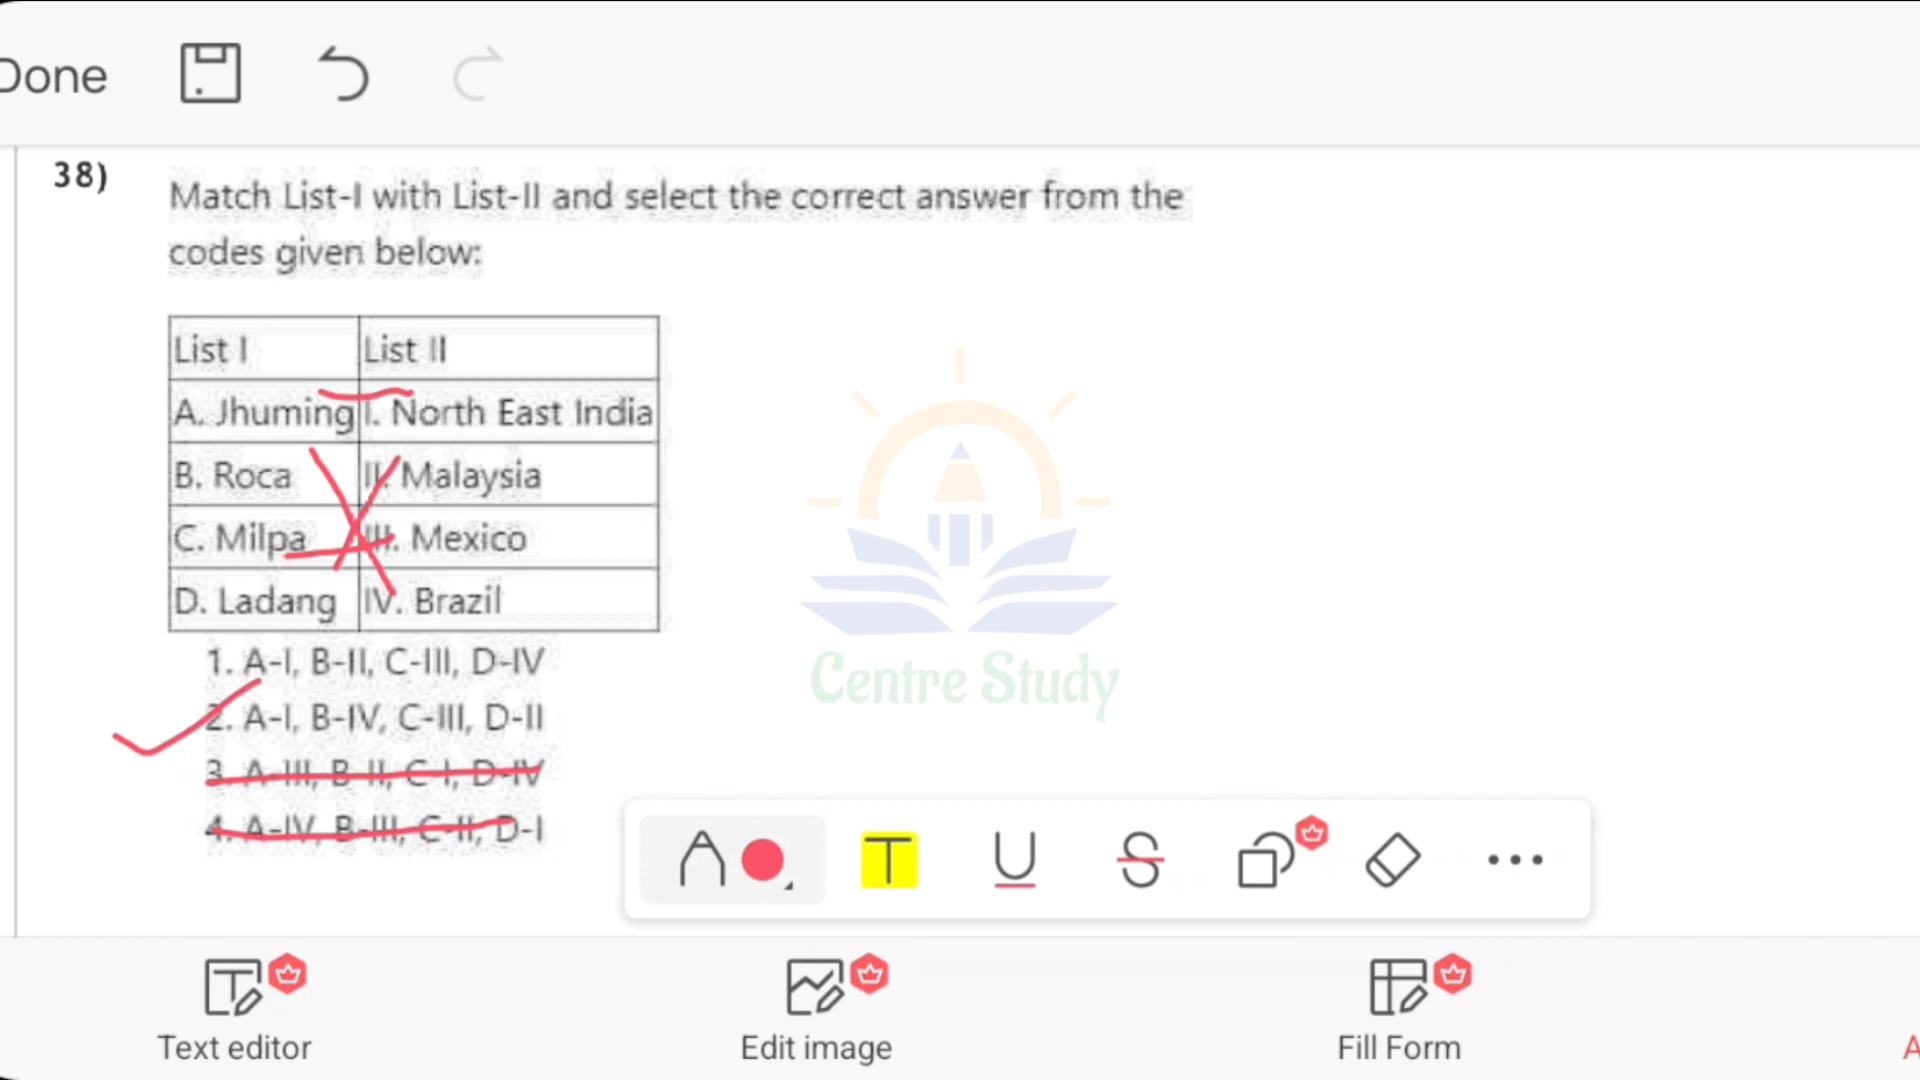 Done
38)
Match List-I with List-II and select the correct answer from the
codes given below:
List I List II
A. Jhuming I. North East India
B. Roca II. Malaysia
C. Milpa III. Mexico
D. Ladang IV. Brazil
1. A-I, B-II, C-III, D-IV
2. A-I, B-IV, C-III, D-II
3. A-III, B-II, C-I, D-IV
4. A-IV, B-III, C-II, D-I
Centre Study
Text editor Edit image Fill Form A